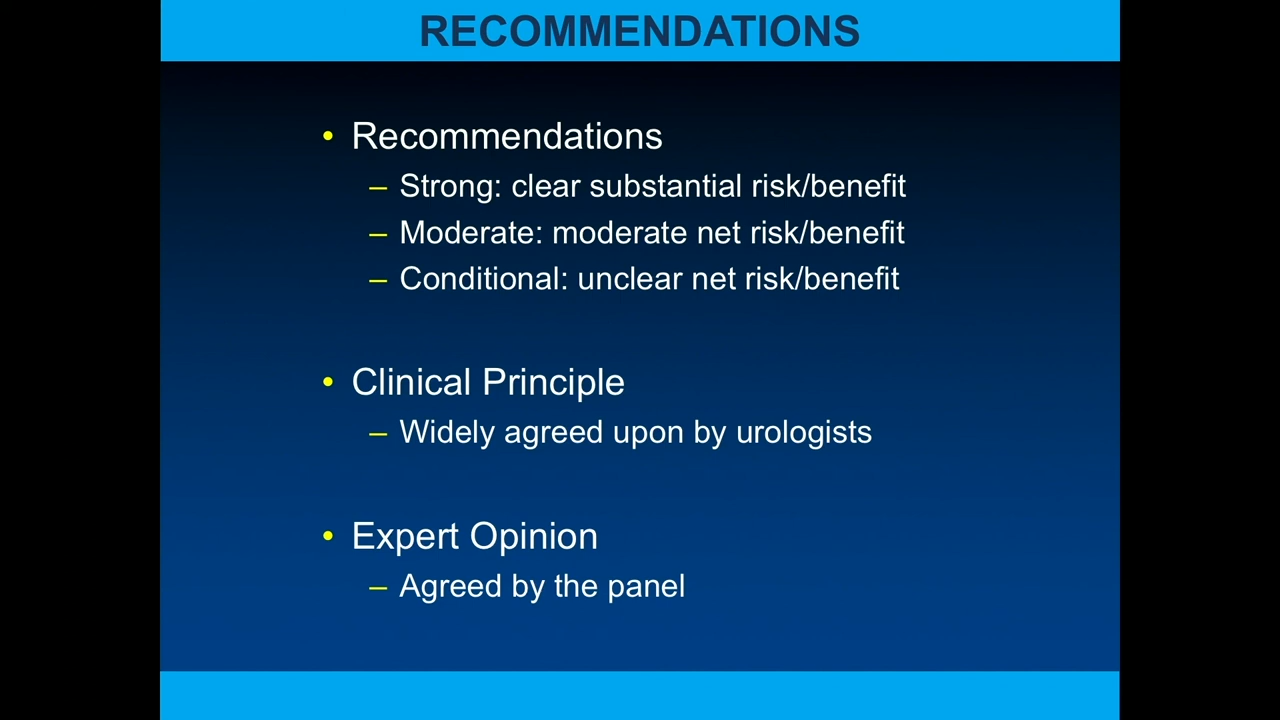 RECOMMENDATIONS
• Recommendations
– Strong: clear substantial risk/benefit
– Moderate: moderate net risk/benefit
– Conditional: unclear net risk/benefit
• Clinical Principle
– Widely agreed upon by urologists
• Expert Opinion
– Agreed by the panel